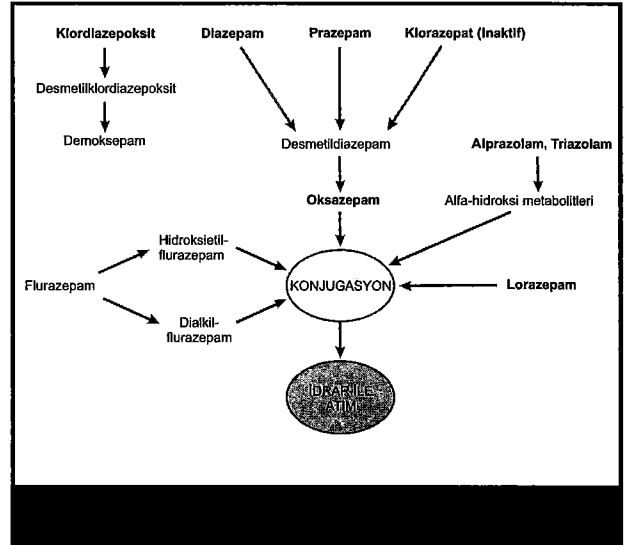 Klordiazepoksit
Diazepam
Prazepam
Klorazepat (Inaktif)
Desmetilklordiazepoksit
Demoksepam
Desmetildiazepam
Alprazolam, Triazolam
Oksazepam
Alfa-hidroksi metabolitleri
Hidroksietil-
flurazepam
Flurazepam
KONJUGASYON
Lorazepam
Dialkil-
flurazepam
İDRAR İLE
ATIM